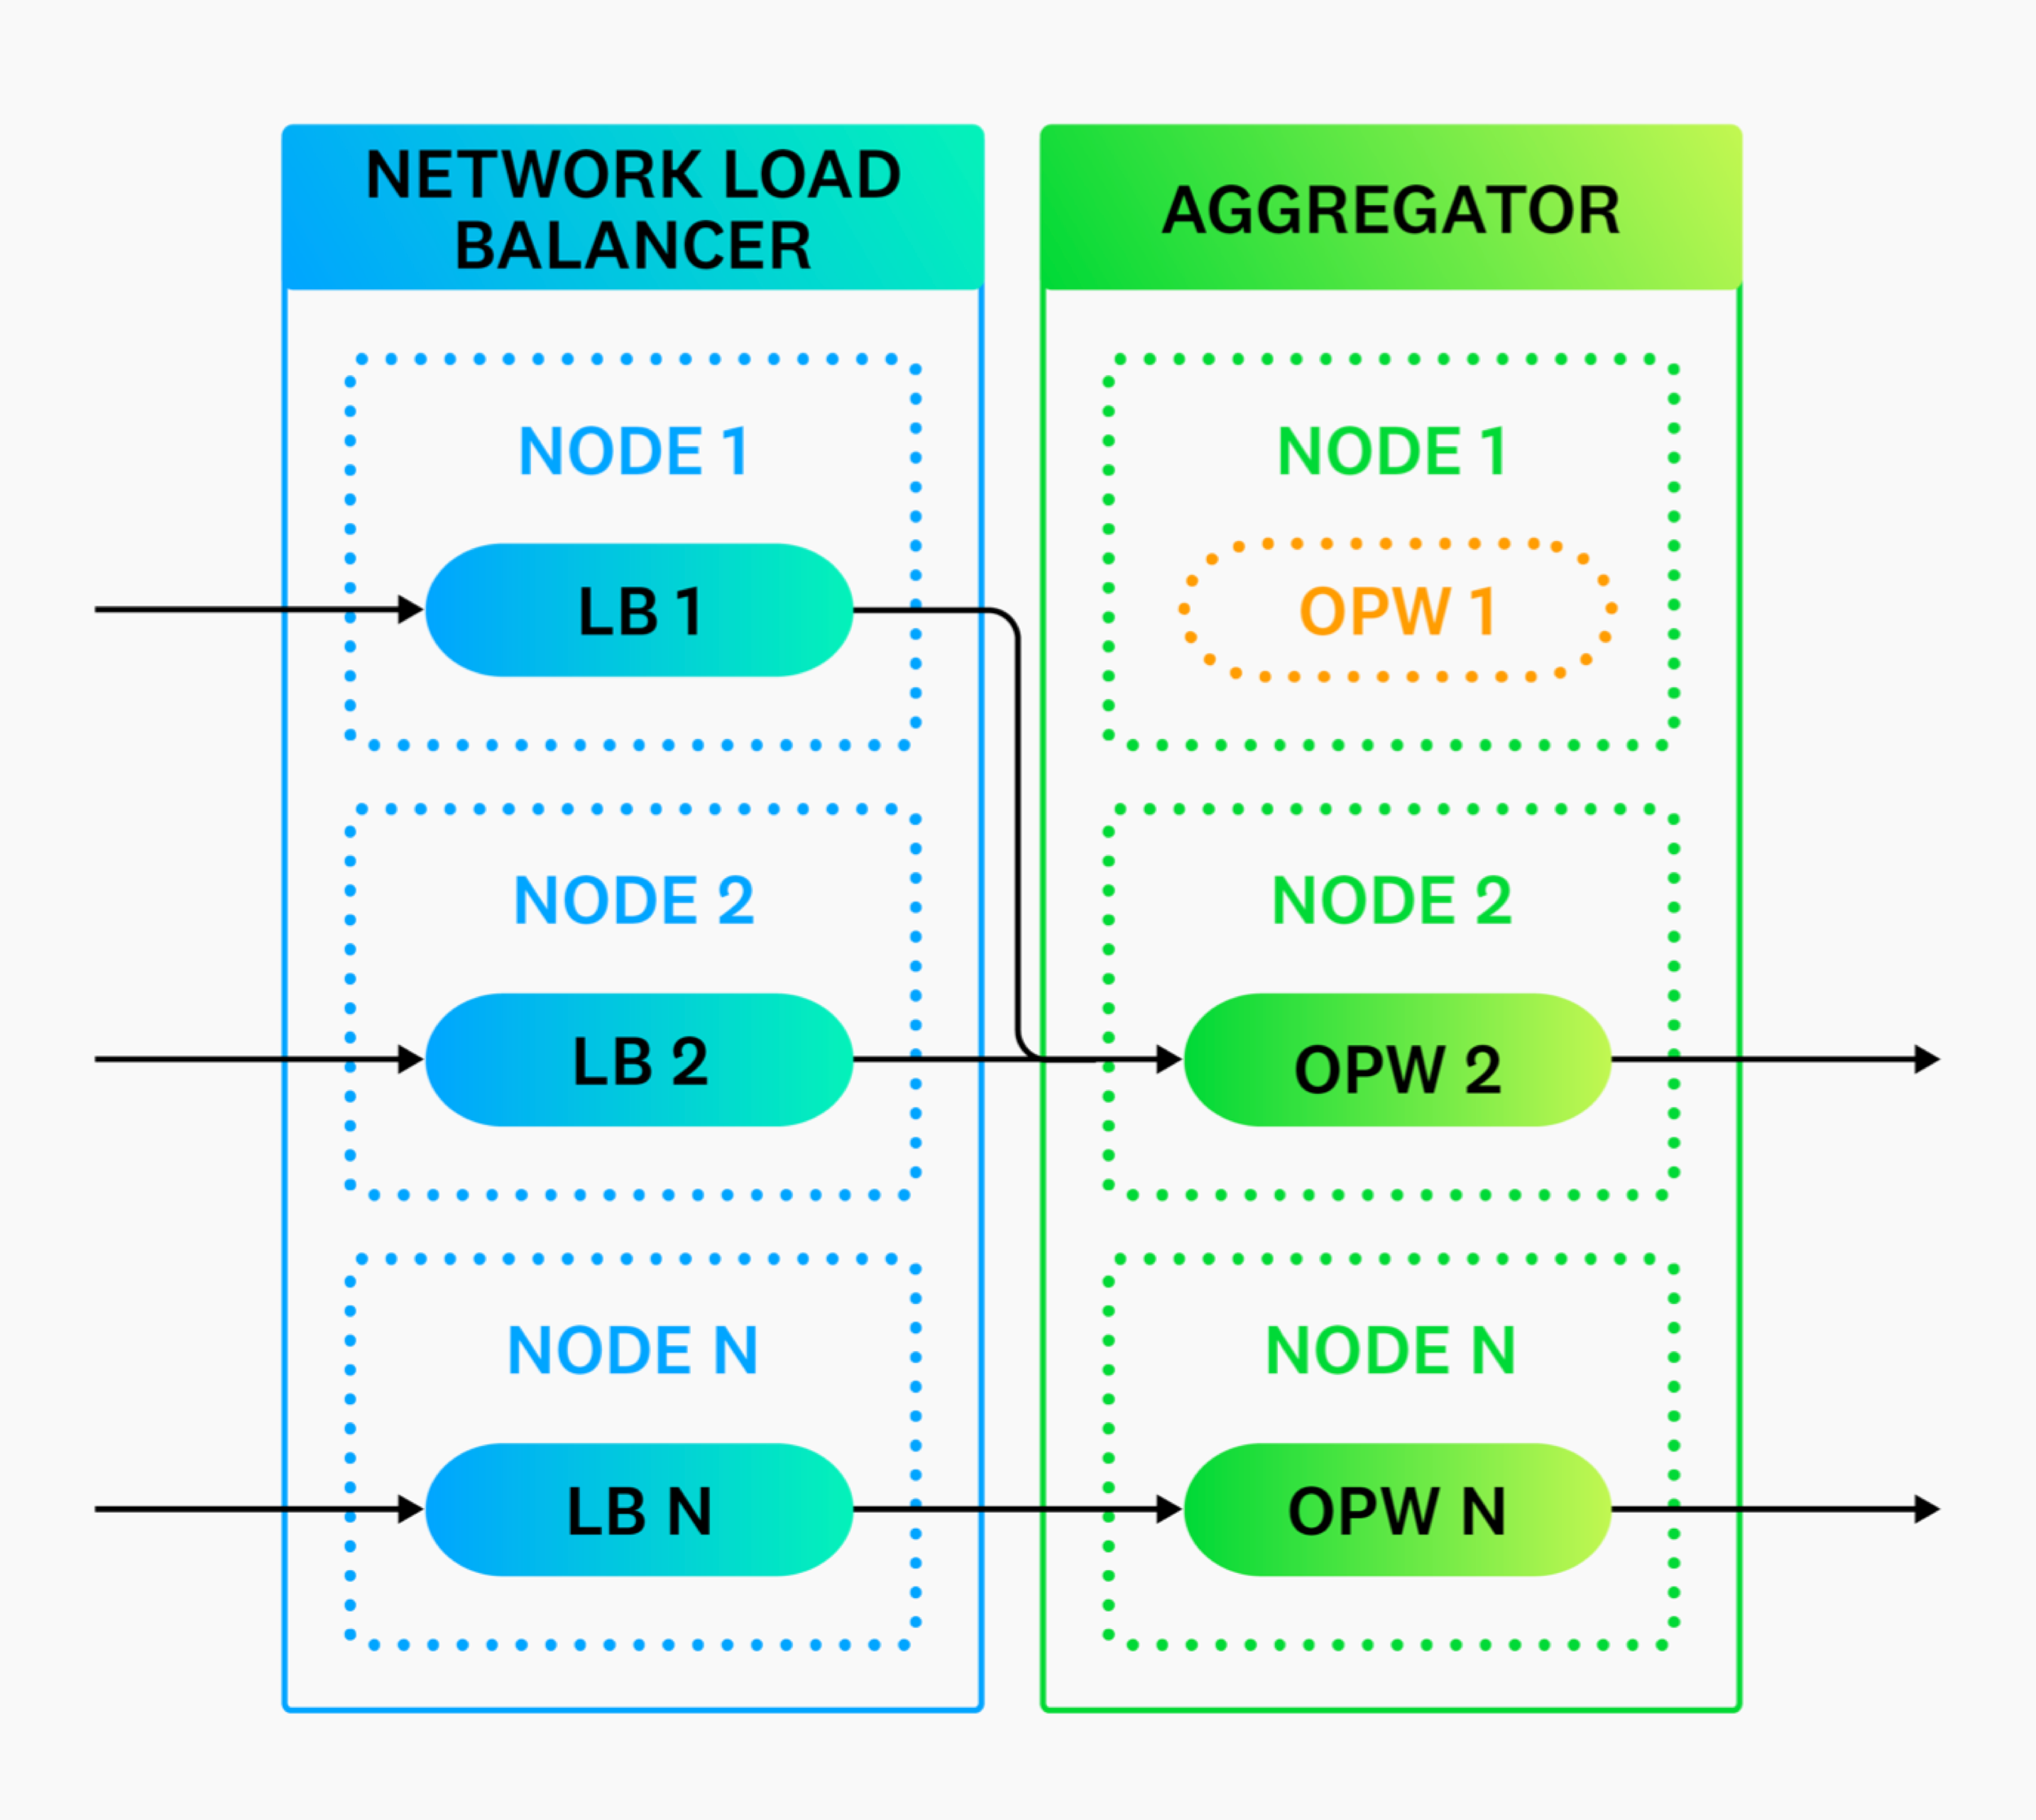 NETWORK LOAD
BALANCER
NODE 1
LB 1
NODE 2
LB 2
NODE N
LB N
AGGREGATOR
NODE 1
OPW 1
NODE 2
OPW 2
NODE N
OPW N